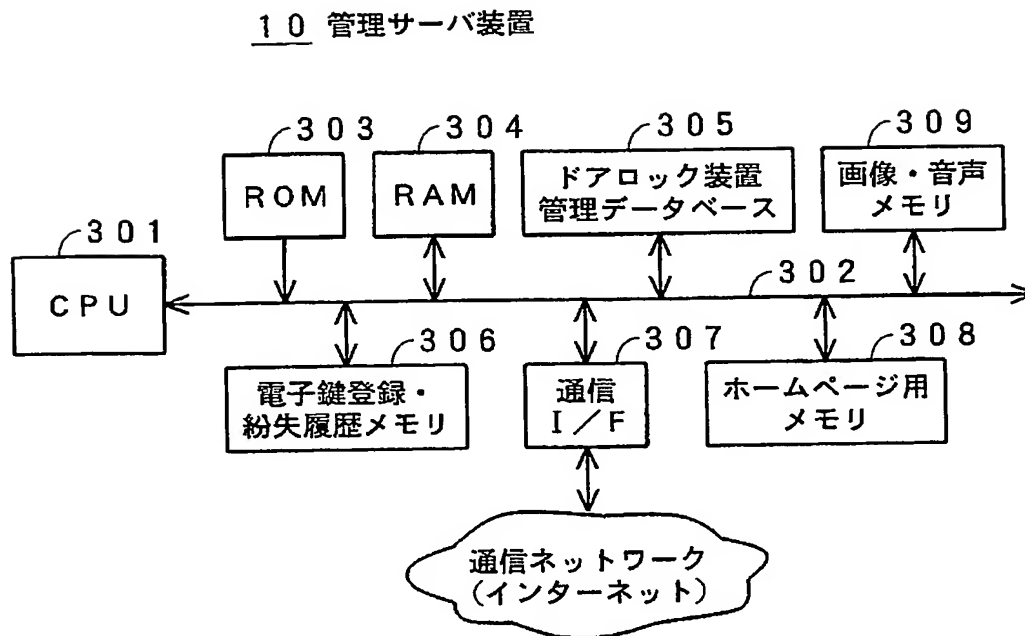 10 管理サーバ装置
303
304
305
309
ROM
RAM
ドアロック装置
管理データベース
画像・音声
メモリ
301
CPU
302
306
307
308
電子鍵登録・
紛失履歴メモリ
通信
I/F
ホームページ用
メモリ
通信ネットワーク
(インターネット)